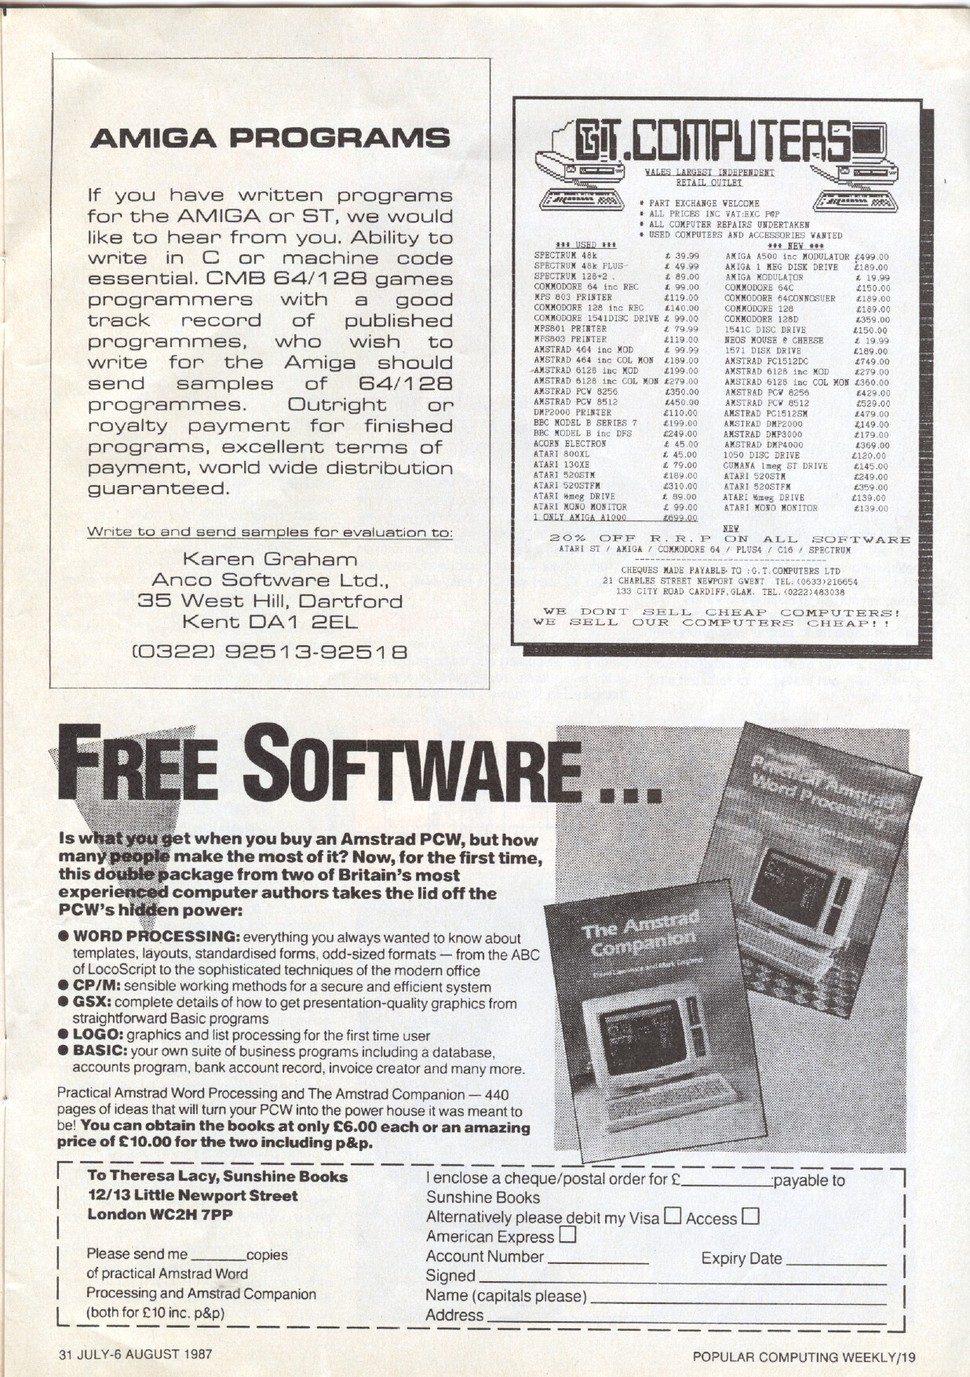 AMIGA PROGRAMS
If you have written programs
for the AMIGA or ST, we would
like to hear from you. Ability to
write in C or machine code
essential. CMB 64/128 games
programmers with a good
track record of published
programmes, who wish to
write for the Amiga should
send samples of 64/128
programmes. Outright or
royalty payment for finished
programs, excellent terms of
payment, world wide distribution
guaranteed.
Write to and send samples for evaluation to:
Karen Graham
Anco Software Ltd.,
35 West Hill, Dartford
Kent DA1 2EL
(0322) 92513-92518
G.T.COMPUTERS
WALES LARGEST INDEPENDENT
RETAIL OUTLET
* PART EXCHANGE WELCOME
* ALL PRICES INC VAT:EXC P@P
* ALL COMPUTER REPAIRS UNDERTAKEN
* USED COMPUTERS AND ACCESSORIES WANTED
*** USED ***
SPECTRUM 48k £ 39.99
SPECTRUM 48k PLUS £ 49.99
SPECTRUM 128+2 £ 89.00
COMMODORE 64 inc REC £ 99.00
MPS 803 PRINTER £119.00
COMMODORE 128 inc REC £140.00
COMMODORE 1541DISC DRIVE £ 99.00
MPS801 PRINTER £ 79.99
MPS803 PRINTER £119.00
AMSTRAD 464 inc MOD £ 99.99
AMSTRAD 464 inc COL MON £189.00
AMSTRAD 6128 inc MOD £199.00
AMSTRAD 6128 inc COL MON £279.00
AMSTRAD PCW 8256 £350.00
AMSTRAD PCW 8512 £450.00
DMP2000 PRINTER £110.00
BBC MODEL B SERIES 7 £199.00
BBC MODEL B inc DFS £249.00
ACORN ELECTRON £ 45.00
ATARI 800XL £ 45.00
ATARI 130XE £ 79.00
ATARI 520STM £189.00
ATARI 520STFM £310.00
ATARI ½meg DRIVE £ 89.00
ATARI MONO MONITOR £ 99.00
1 ONLY AMIGA A1000 £699.00
*** NEW ***
AMIGA A500 inc MODULATOR £499.00
AMIGA 1 MEG DISK DRIVE £189.00
AMIGA MODULATOR £ 19.99
COMMODORE 64C £150.00
COMMODORE 64CONNOSUER £189.00
COMMODORE 128 £189.00
COMMODORE 128D £359.00
1541C DISC DRIVE £150.00
NEOS MOUSE @ CHEESE £ 19.99
1571 DISK DRIVE £189.00
AMSTRAD PC1512DC £749.00
AMSTRAD 6128 inc MOD £279.00
AMSTRAD 6128 inc COL MON £360.00
AMSTRAD PCW 8256 £429.00
AMSTRAD PCW 8512 £529.00
AMSTRAD PC1512SM £479.00
AMSTRAD DMP2000 £149.00
AMSTRAD DMP3000 £179.00
AMSTRAD DMP4000 £369.00
1050 DISC DRIVE £120.00
CUMANA 1meg ST DRIVE £145.00
ATARI 520STM £249.00
ATARI 520STFM £359.00
ATARI ½meg DRIVE £139.00
ATARI MONO MONITOR £139.00
NEW
20% OFF R.R.P ON ALL SOFTWARE
ATARI ST / AMIGA / COMMODORE 64 / PLUS4 / C16 / SPECTRUM
CHEQUES MADE PAYABLE TO :G.T.COMPUTERS LTD
21 CHARLES STREET NEWPORT GWENT TEL.(0633)216654
133 CITY ROAD CARDIFF,GLAM. TEL.(0222)483038
WE DONT SELL CHEAP COMPUTERS!
WE SELL OUR COMPUTERS CHEAP!!
FREE SOFTWARE...
Is what you get when you buy an Amstrad PCW, but how
many people make the most of it? Now, for the first time,
this double package from two of Britain's most
experienced computer authors takes the lid off the
PCW's hidden power:
● WORD PROCESSING: everything you always wanted to know about
templates, layouts, standardised forms, odd-sized formats — from the ABC
of LocoScript to the sophisticated techniques of the modern office
● CP/M: sensible working methods for a secure and efficient system
● GSX: complete details of how to get presentation-quality graphics from
straightforward Basic programs
● LOGO: graphics and list processing for the first time user
● BASIC: your own suite of business programs including a database,
accounts program, bank account record, invoice creator and many more.
Practical Amstrad Word Processing and The Amstrad Companion — 440
pages of ideas that will turn your PCW into the power house it was meant to
be! You can obtain the books at only £6.00 each or an amazing
price of £10.00 for the two including p&p.
Practical Amstrad
Word Processing
The Amstrad
Companion
To Theresa Lacy, Sunshine Books
12/13 Little Newport Street
London WC2H 7PP
Please send me ______copies
of practical Amstrad Word
Processing and Amstrad Companion
(both for £10 inc. p&p)
I enclose a cheque/postal order for £__________:payable to
Sunshine Books
Alternatively please debit my Visa □ Access □
American Express □
Account Number __________ Expiry Date __________
Signed __________
Name (capitals please) __________
Address __________
31 JULY-6 AUGUST 1987
POPULAR COMPUTING WEEKLY/19